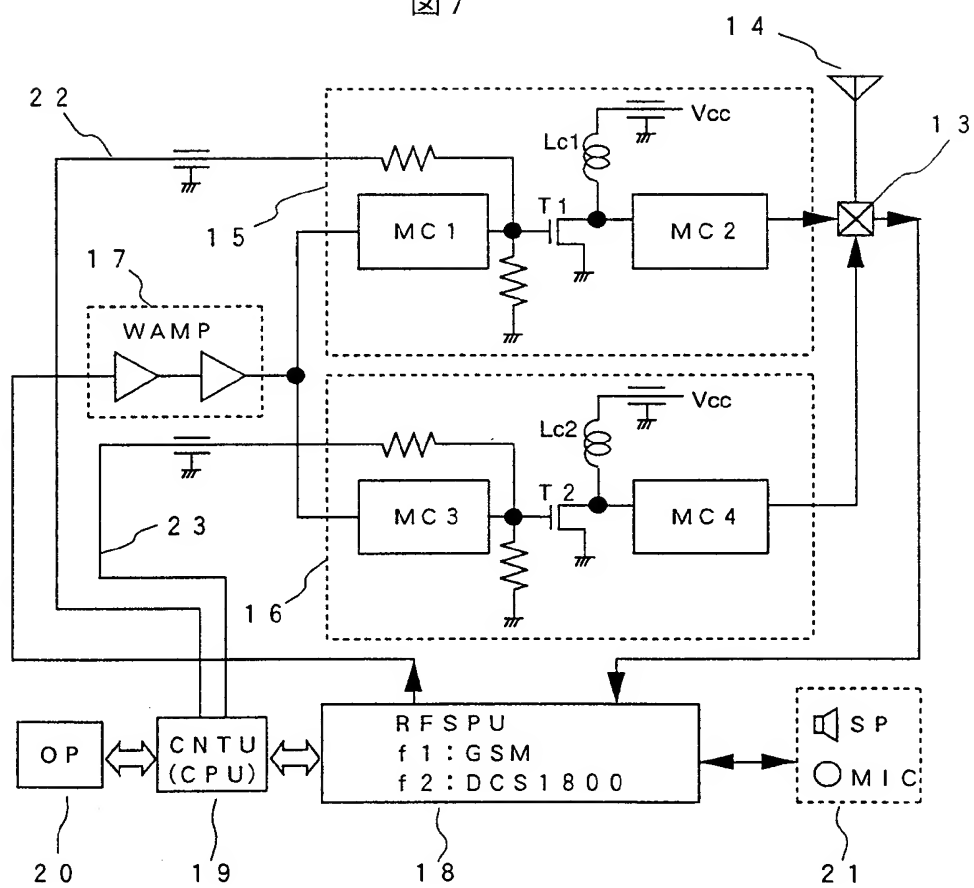 図7
14
22
Vcc
Lc1
13
T1
MC1
MC2
15
17
WAMP
Vcc
Lc2
T2
MC3
MC4
23
16
RFSPU
f1:GSM
f2:DCS1800
OP
CNTU
(CPU)
SP
MIC
20
19
18
21